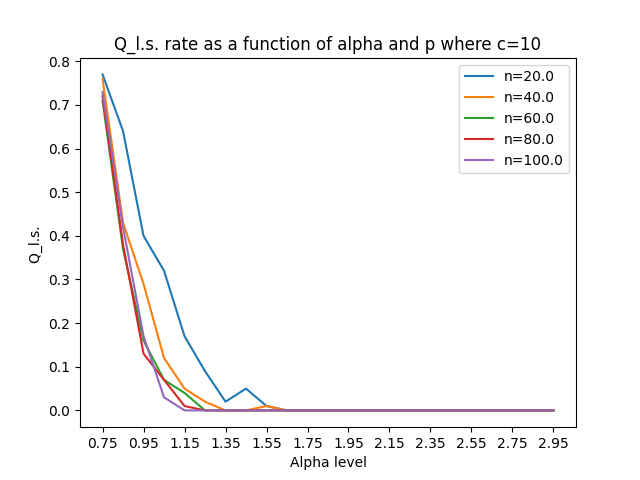 Q_l.s. rate as a function of alpha and p where c=10
n=20.0
n=40.0
n=60.0
n=80.0
n=100.0
Q_l.s.
0.8
0.7
0.6
0.5
0.4
0.3
0.2
0.1
0.0
0.75 0.95 1.15 1.35 1.55 1.75 1.95 2.15 2.35 2.55 2.75 2.95
Alpha level